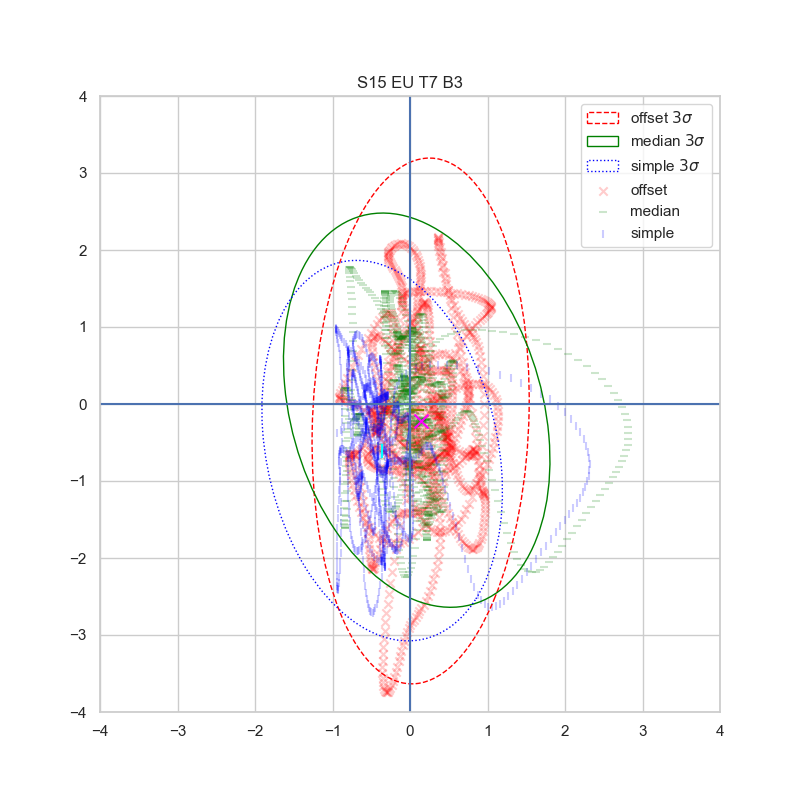 S15 EU T7 B3
offset 3σ
median 3σ
simple 3σ
offset
median
simple
4
3
2
1
0
−1
−2
−3
−4
−4 −3 −2 −1 0 1 2 3 4